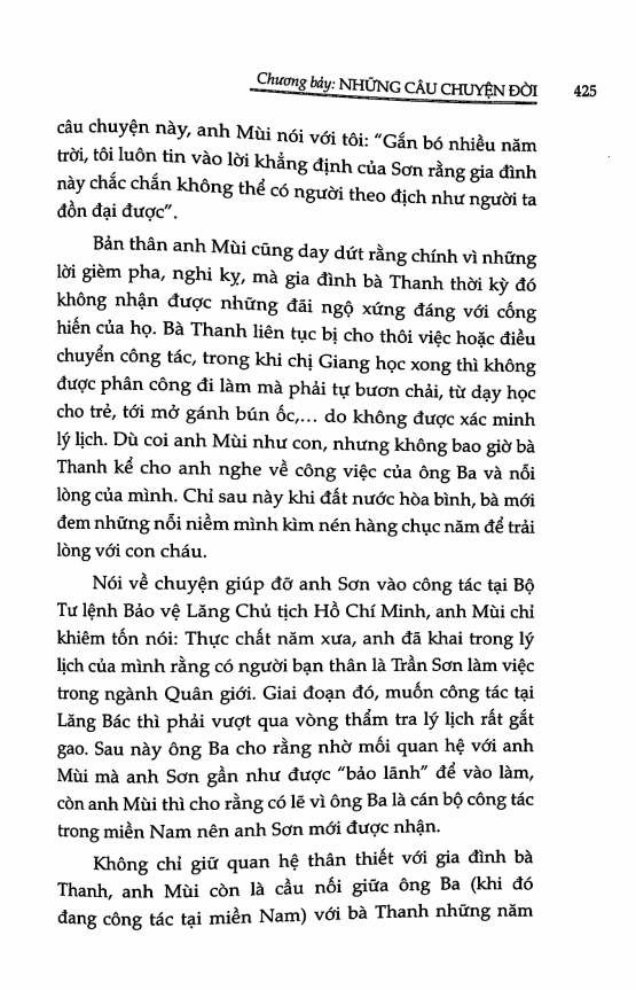 Chương bảy: NHỮNG CÂU CHUYỆN ĐỜI 425
câu chuyện này, anh Mùi nói với tôi: "Gắn bó nhiều năm
trời, tôi luôn tin vào lời khẳng định của Sơn rằng gia đình
này chắc chắn không thể có người theo địch như người ta
đồn đại được".
Bản thân anh Mùi cũng day dứt rằng chính vì những
lời gièm pha, nghi kỵ, mà gia đình bà Thanh thời kỳ đó
không nhận được những đãi ngộ xứng đáng với cống
hiến của họ. Bà Thanh liên tục bị cho thôi việc hoặc điều
chuyển công tác, trong khi chị Giang học xong thì không
được phân công đi làm mà phải tự bươn chải, từ dạy học
cho trẻ, tới mở gánh bún ốc,... do không được xác minh
lý lịch. Dù coi anh Mùi như con, nhưng không bao giờ bà
Thanh kể cho anh nghe về công việc của ông Ba và nỗi
lòng của mình. Chỉ sau này khi đất nước hòa bình, bà mới
đem những nỗi niềm mình kìm nén hàng chục năm để trải
lòng với con cháu.
Nói về chuyện giúp đỡ anh Sơn vào công tác tại Bộ
Tư lệnh Bảo vệ Lăng Chủ tịch Hồ Chí Minh, anh Mùi chỉ
khiêm tốn nói: Thực chất năm xưa, anh đã khai trong lý
lịch của mình rằng có người bạn thân là Trần Sơn làm việc
trong ngành Quân giới. Giai đoạn đó, muốn công tác tại
Lăng Bác thì phải vượt qua vòng thẩm tra lý lịch rất gắt
gao. Sau này ông Ba cho rằng nhờ mối quan hệ với anh
Mùi mà anh Sơn gần như được "bảo lãnh" để vào làm,
còn anh Mùi thì cho rằng có lẽ vì ông Ba là cán bộ công tác
trong miền Nam nên anh Sơn mới được nhận.
Không chỉ giữ quan hệ thân thiết với gia đình bà
Thanh, anh Mùi còn là cầu nối giữa ông Ba (khi đó
đang công tác tại miền Nam) với bà Thanh những năm